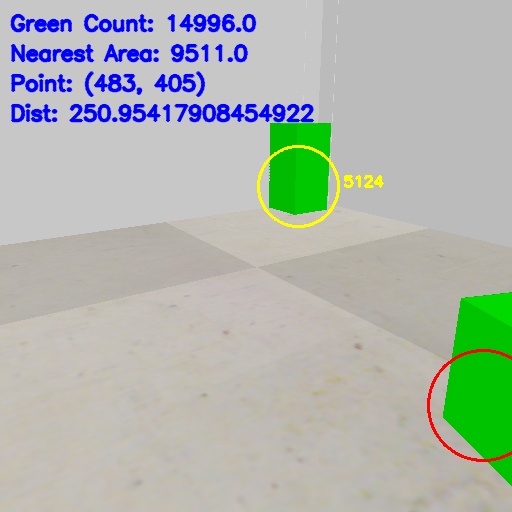 Green Count: 14996.0
Nearest Area: 9511.0
Point: (483, 405)
Dist: 250.95417908454922
5124